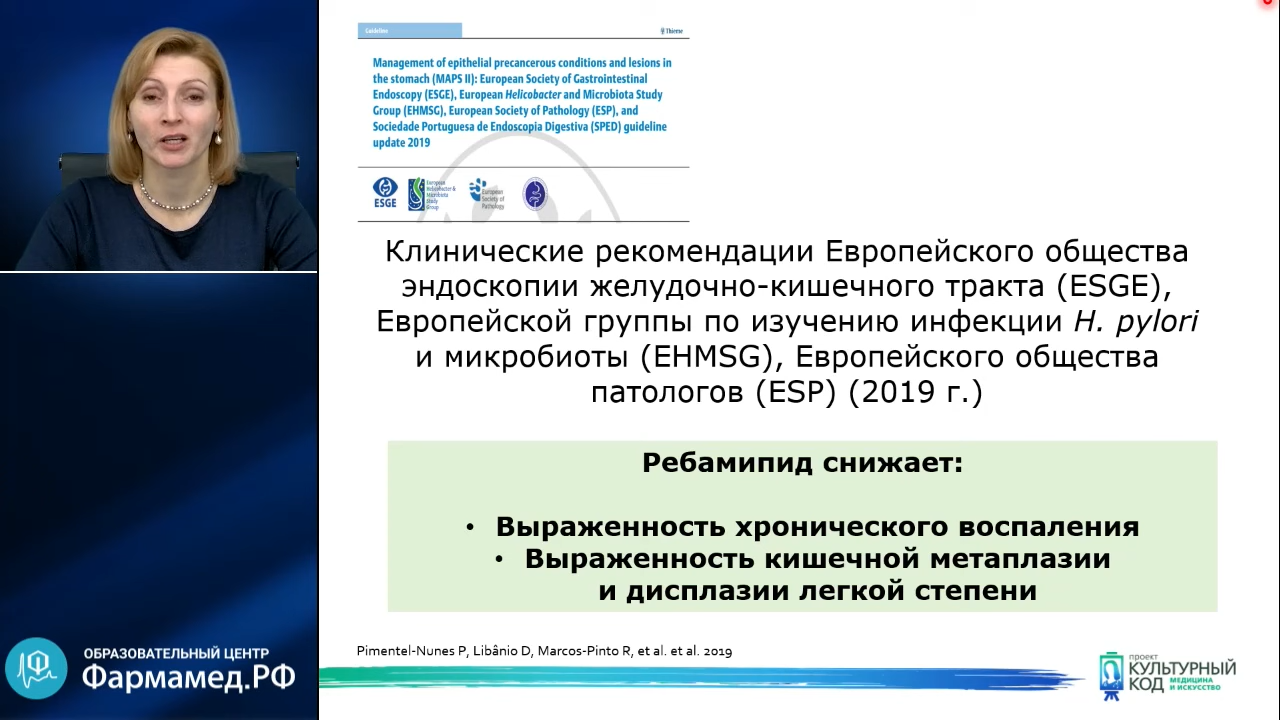 Guideline
Thieme
Management of epithelial precancerous conditions and lesions in
the stomach (MAPS II): European Society of Gastrointestinal
Endoscopy (ESGE), European Helicobacter and Microbiota Study
Group (EHMSG), European Society of Pathology (ESP), and
Sociedade Portuguesa de Endoscopia Digestiva (SPED) guideline
update 2019
ESGE
European
Helicobacter &
Microbiota
Study
Group
European
Society of
Pathology
Клинические рекомендации Европейского общества
эндоскопии желудочно-кишечного тракта (ESGE),
Европейской группы по изучению инфекции H. pylori
и микробиоты (EHMSG), Европейского общества
патологов (ESP) (2019 г.)
Ребамипид снижает:
• Выраженность хронического воспаления
• Выраженность кишечной метаплазии
и дисплазии легкой степени
Pimentel-Nunes P, Libânio D, Marcos-Pinto R, et al. et al. 2019
ОБРАЗОВАТЕЛЬНЫЙ ЦЕНТР
Фармамед.РФ
проект
КУЛЬТУРНЫЙ
КОД
МЕДИЦИНА
И ИСКУССТВО